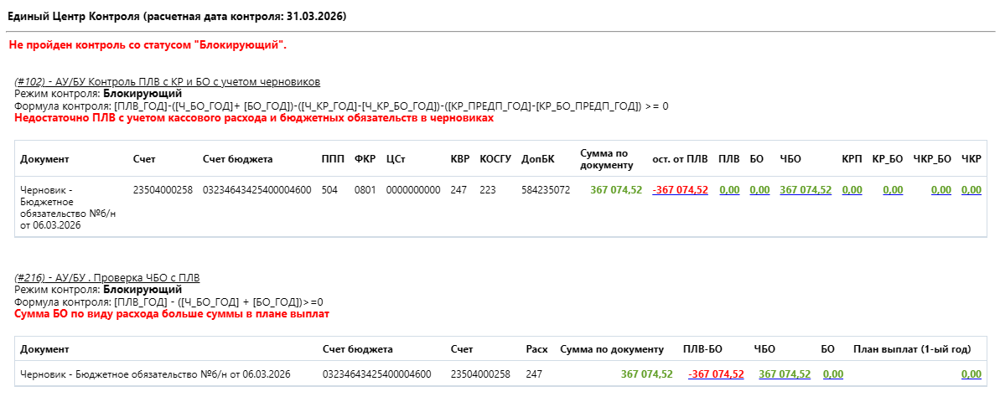 Единый Центр Контроля (расчетная дата контроля: 31.03.2026)
Не пройден контроль со статусом "Блокирующий".
(#102) - АУ/БУ Контроль ПЛВ с КР и БО с учетом черновиков
Режим контроля: Блокирующий
Формула контроля: [ПЛВ_ГОД]-([Ч_БО_ГОД]+ [БО_ГОД])-([Ч_КР_ГОД]-[Ч_КР_БО_ГОД])-([КР_ПРЕДП_ГОД]-[КР_БО_ПРЕДП_ГОД]) >= 0
Недостаточно ПЛВ с учетом кассового расхода и бюджетных обязательств в черновиках
Документ Счет Счет бюджета ППП ФКР ЦСт КВР КОСГУ ДопБК Сумма по документу ост. от ПЛВ ПЛВ БО ЧБО КРП КР_БО ЧКР_БО ЧКР
Черновик - 23504000258 03234643425400004600 504 0801 0000000000 247 223 584235072 367 074,52 -367 074,52 0,00 0,00 367 074,52 0,00 0,00 0,00 0,00
Бюджетное
обязательство №б/н
от 06.03.2026
(#216) - АУ/БУ . Проверка ЧБО с ПЛВ
Режим контроля: Блокирующий
Формула контроля: [ПЛВ_ГОД] - ([Ч_БО_ГОД] + [БО_ГОД])>=0
Сумма БО по виду расхода больше суммы в плане выплат
Документ Счет бюджета Счет Расх Сумма по документу ПЛВ-БО ЧБО БО План выплат (1-ый год)
Черновик - Бюджетное обязательство №б/н от 06.03.2026 03234643425400004600 23504000258 247 367 074,52 -367 074,52 367 074,52 0,00 0,00